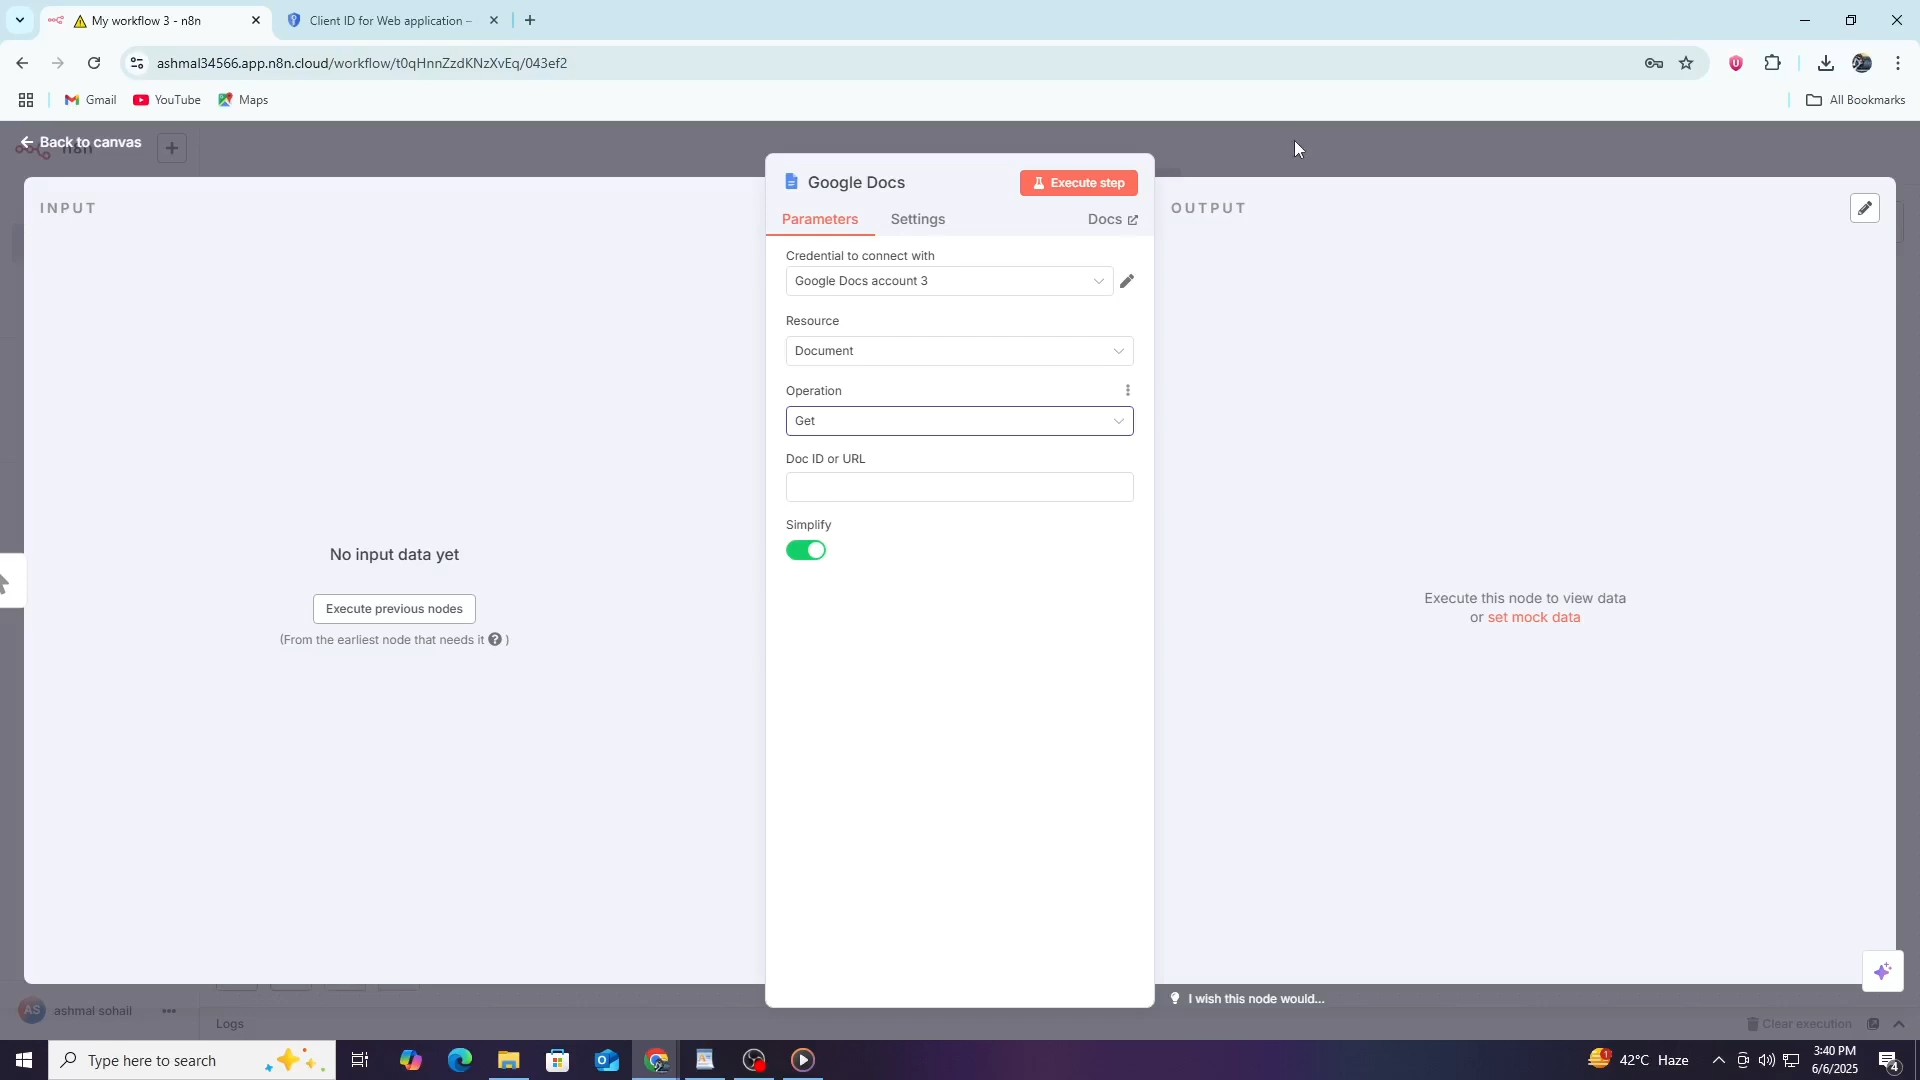 My workflow 3 - n8n
Client ID for Web application –
ashmal34566.app.n8n.cloud/workflow/t0qHnnZzdKNzXvEq/043ef2
Gmail
YouTube
Maps
All Bookmarks
Back to canvas
n8n
INPUT
Google Docs
Execute step
OUTPUT
Parameters
Settings
Docs
Credential to connect with
Google Docs account 3
Resource
Document
Operation
Get
Doc ID or URL
Simplify
No input data yet
Execute previous nodes
(From the earliest node that needs it ? )
Execute this node to view data
or set mock data
I wish this node would...
AS
ashmal sohail
Logs
Clear execution
Type here to search
1
42°C Haze
3:40 PM
6/6/2025
4